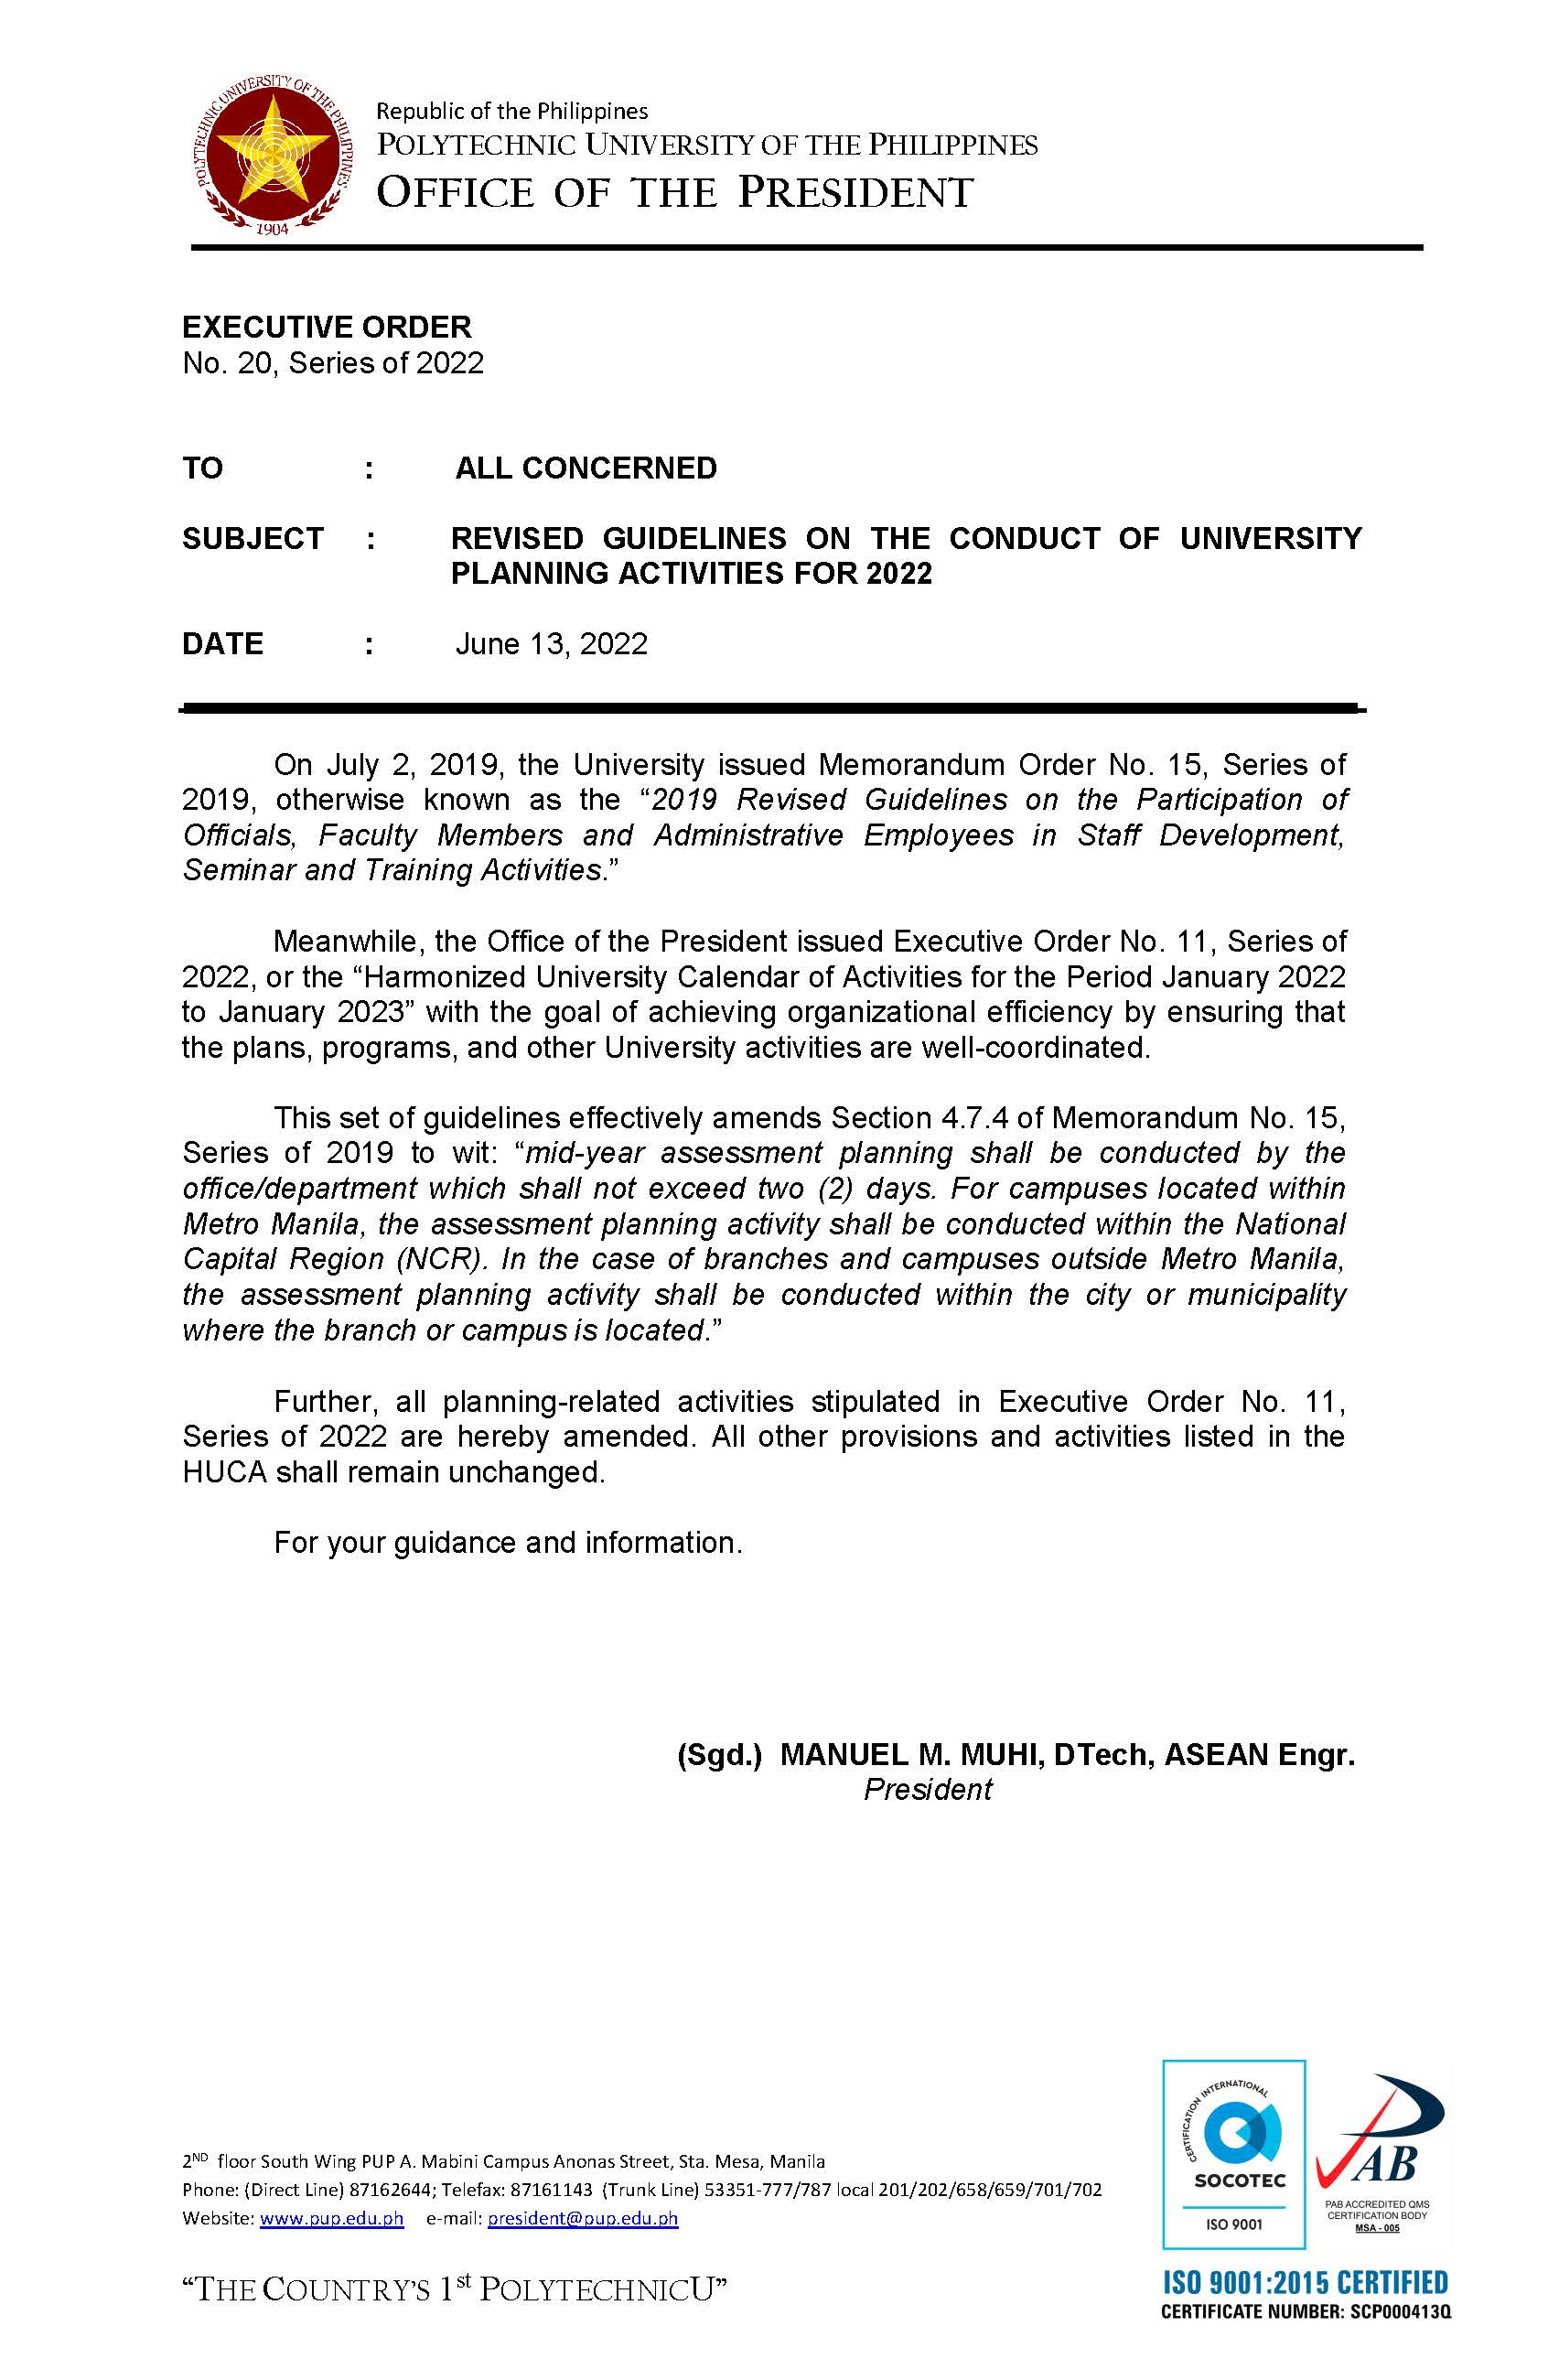 POLYTECHNIC UNIVERSITY OF THE PHILIPPINES
1904
Republic of the Philippines
POLYTECHNIC UNIVERSITY OF THE PHILIPPINES
OFFICE OF THE PRESIDENT
EXECUTIVE ORDER
No. 20, Series of 2022
TO : ALL CONCERNED
SUBJECT : REVISED GUIDELINES ON THE CONDUCT OF UNIVERSITY
PLANNING ACTIVITIES FOR 2022
DATE : June 13, 2022
On July 2, 2019, the University issued Memorandum Order No. 15, Series of
2019, otherwise known as the “2019 Revised Guidelines on the Participation of
Officials, Faculty Members and Administrative Employees in Staff Development,
Seminar and Training Activities.”
Meanwhile, the Office of the President issued Executive Order No. 11, Series of
2022, or the “Harmonized University Calendar of Activities for the Period January 2022
to January 2023” with the goal of achieving organizational efficiency by ensuring that
the plans, programs, and other University activities are well-coordinated.
This set of guidelines effectively amends Section 4.7.4 of Memorandum No. 15,
Series of 2019 to wit: “mid-year assessment planning shall be conducted by the
office/department which shall not exceed two (2) days. For campuses located within
Metro Manila, the assessment planning activity shall be conducted within the National
Capital Region (NCR). In the case of branches and campuses outside Metro Manila,
the assessment planning activity shall be conducted within the city or municipality
where the branch or campus is located.”
Further, all planning-related activities stipulated in Executive Order No. 11,
Series of 2022 are hereby amended. All other provisions and activities listed in the
HUCA shall remain unchanged.
For your guidance and information.
(Sgd.) MANUEL M. MUHI, DTech, ASEAN Engr.
President
2ND floor South Wing PUP A. Mabini Campus Anonas Street, Sta. Mesa, Manila
Phone: (Direct Line) 87162644; Telefax: 87161143 (Trunk Line) 53351-777/787 local 201/202/658/659/701/702
Website: www.pup.edu.ph e-mail: president@pup.edu.ph
“THE COUNTRY’S 1st POLYTECHNICU”
CERTIFICATION INTERNATIONAL
SOCOTEC
ISO 9001
PAB
PAB ACCREDITED QMS
CERTIFICATION BODY
MSA - 005
ISO 9001:2015 CERTIFIED
CERTIFICATE NUMBER: SCP000413Q